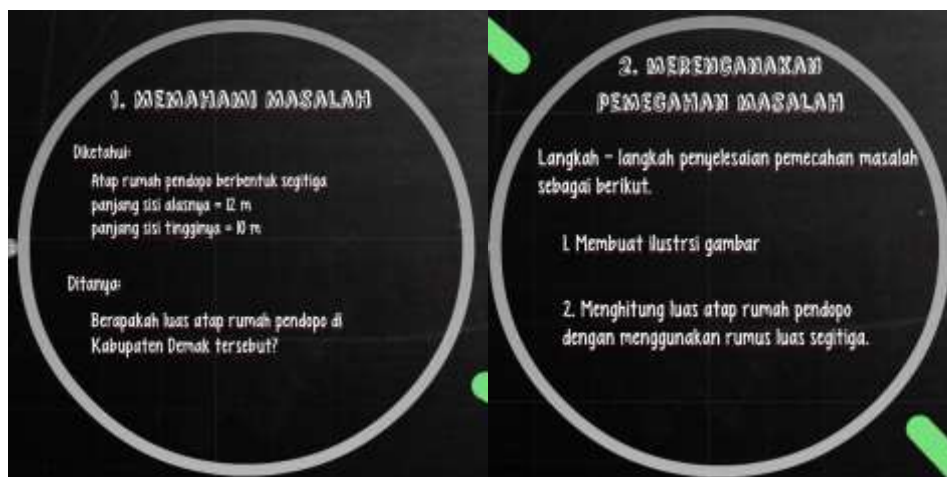 1. MEMAHAMI MASALAH
Diketahui:
Atap rumah pendopo berbentuk segitiga
panjang sisi alasnya = 12 m
panjang sisi tingginya = 10 m
Ditanya:
Berapakah luas atap rumah pendopo di
Kabupaten Demak tersebut?
2. MERENCANAKAN
PEMECAHAN MASALAH
Langkah - langkah penyelesaian pemecahan masalah
sebagai berikut.
1. Membuat ilustrsi gambar
2. Menghitung luas atap rumah pendopo
dengan menggunakan rumus luas segitiga.